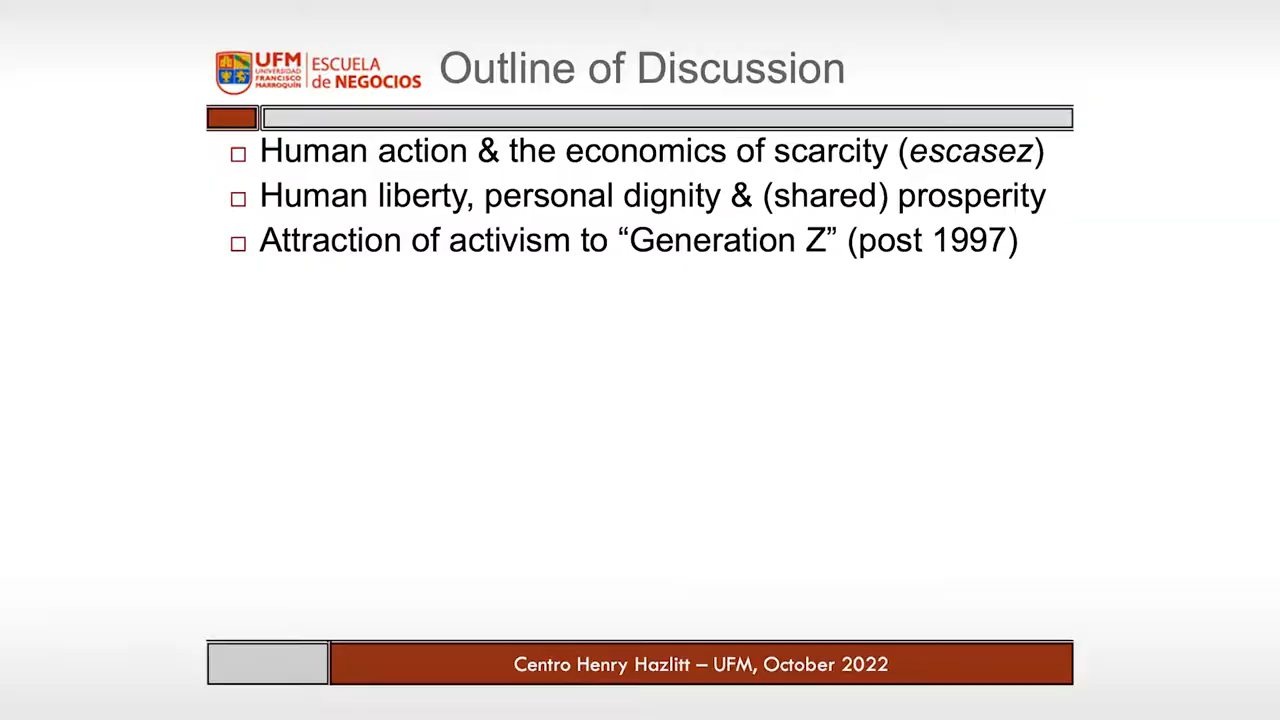 UFM
UNIVERSIDAD
FRANCISCO
MARROQUÍN
ESCUELA
de NEGOCIOS
Outline of Discussion
Human action & the economics of scarcity (escasez)
Human liberty, personal dignity & (shared) prosperity
Attraction of activism to “Generation Z” (post 1997)
Centro Henry Hazlitt – UFM, October 2022